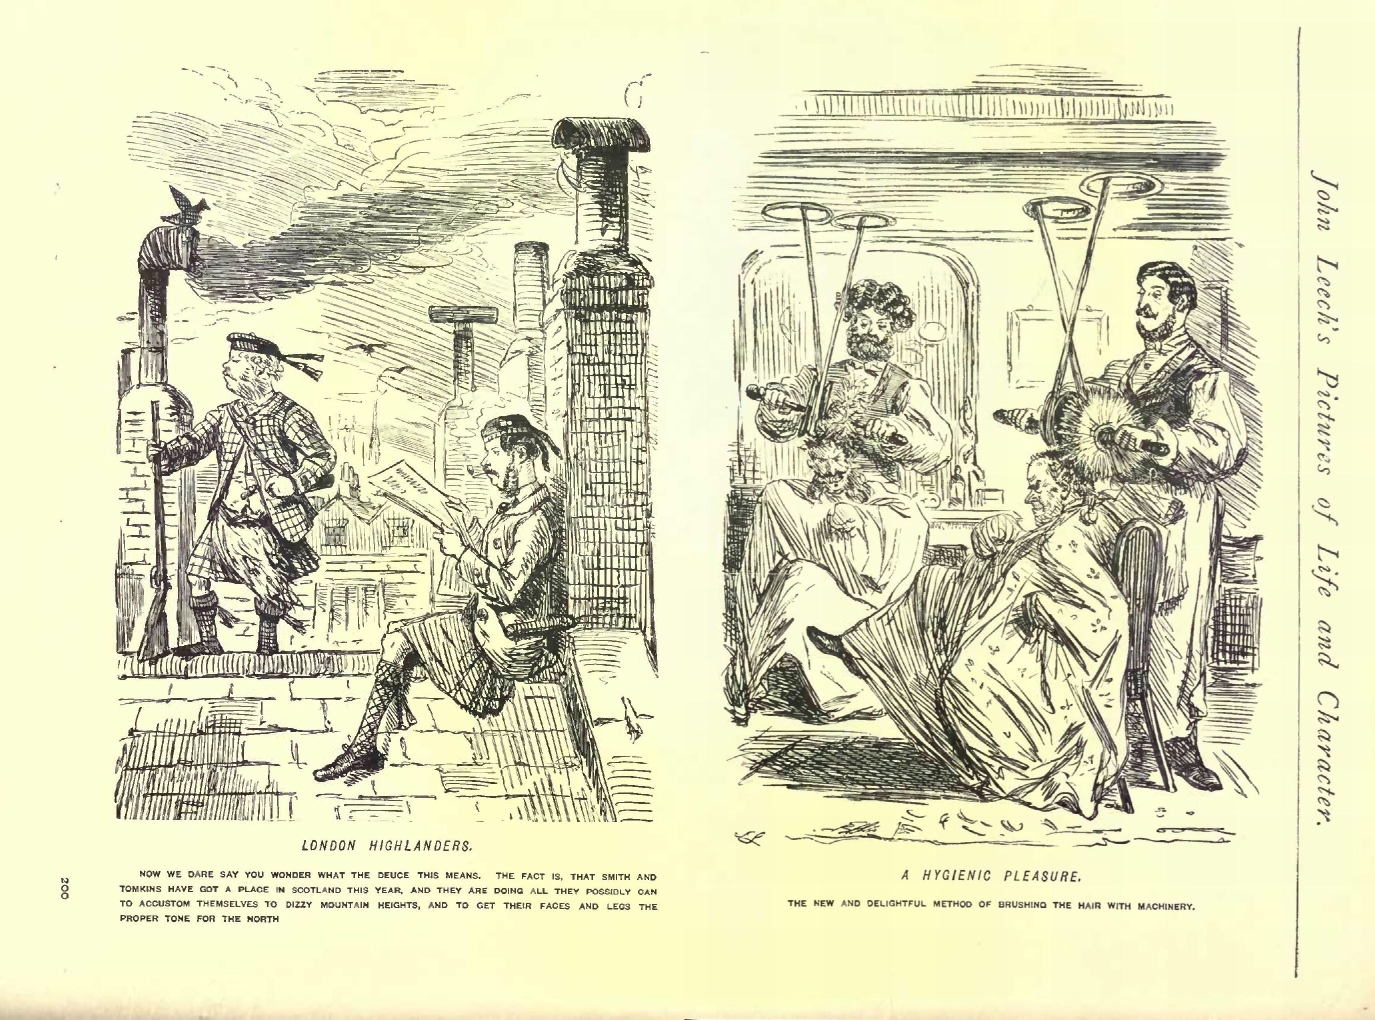 John Leech's Pictures of Life and Character.
LONDON HIGHLANDERS.
NOW WE DARE SAY YOU WONDER WHAT THE DEUCE THIS MEANS. THE FACT IS, THAT SMITH AND
TOMKINS HAVE GOT A PLACE IN SCOTLAND THIS YEAR, AND THEY ARE DOING ALL THEY POSSIBLY CAN
TO ACCUSTOM THEMSELVES TO DIZZY MOUNTAIN HEIGHTS, AND TO GET THEIR FACES AND LEGS THE
PROPER TONE FOR THE NORTH
A HYGIENIC PLEASURE.
THE NEW AND DELIGHTFUL METHOD OF BRUSHING THE HAIR WITH MACHINERY.
200